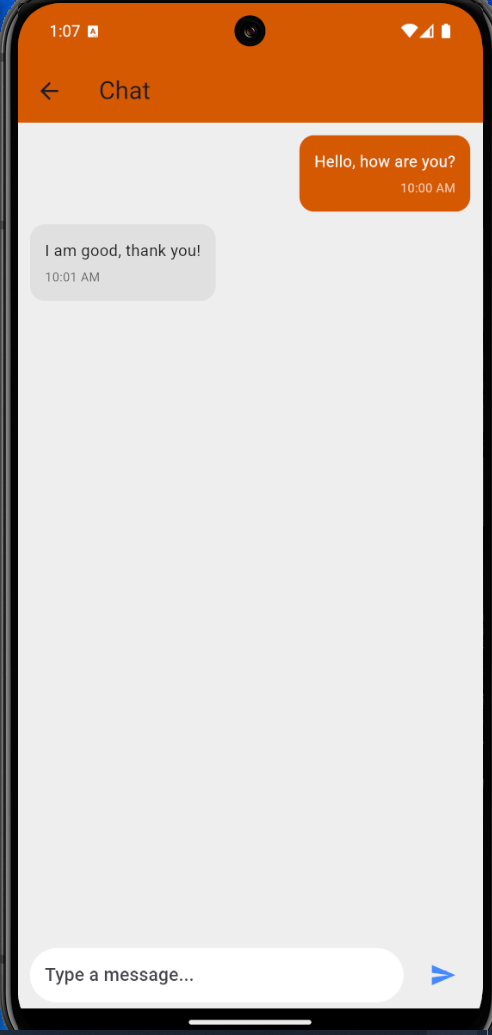 1:07 A
Chat
Hello, how are you?
10:00 AM
I am good, thank you!
10:01 AM
Type a message...